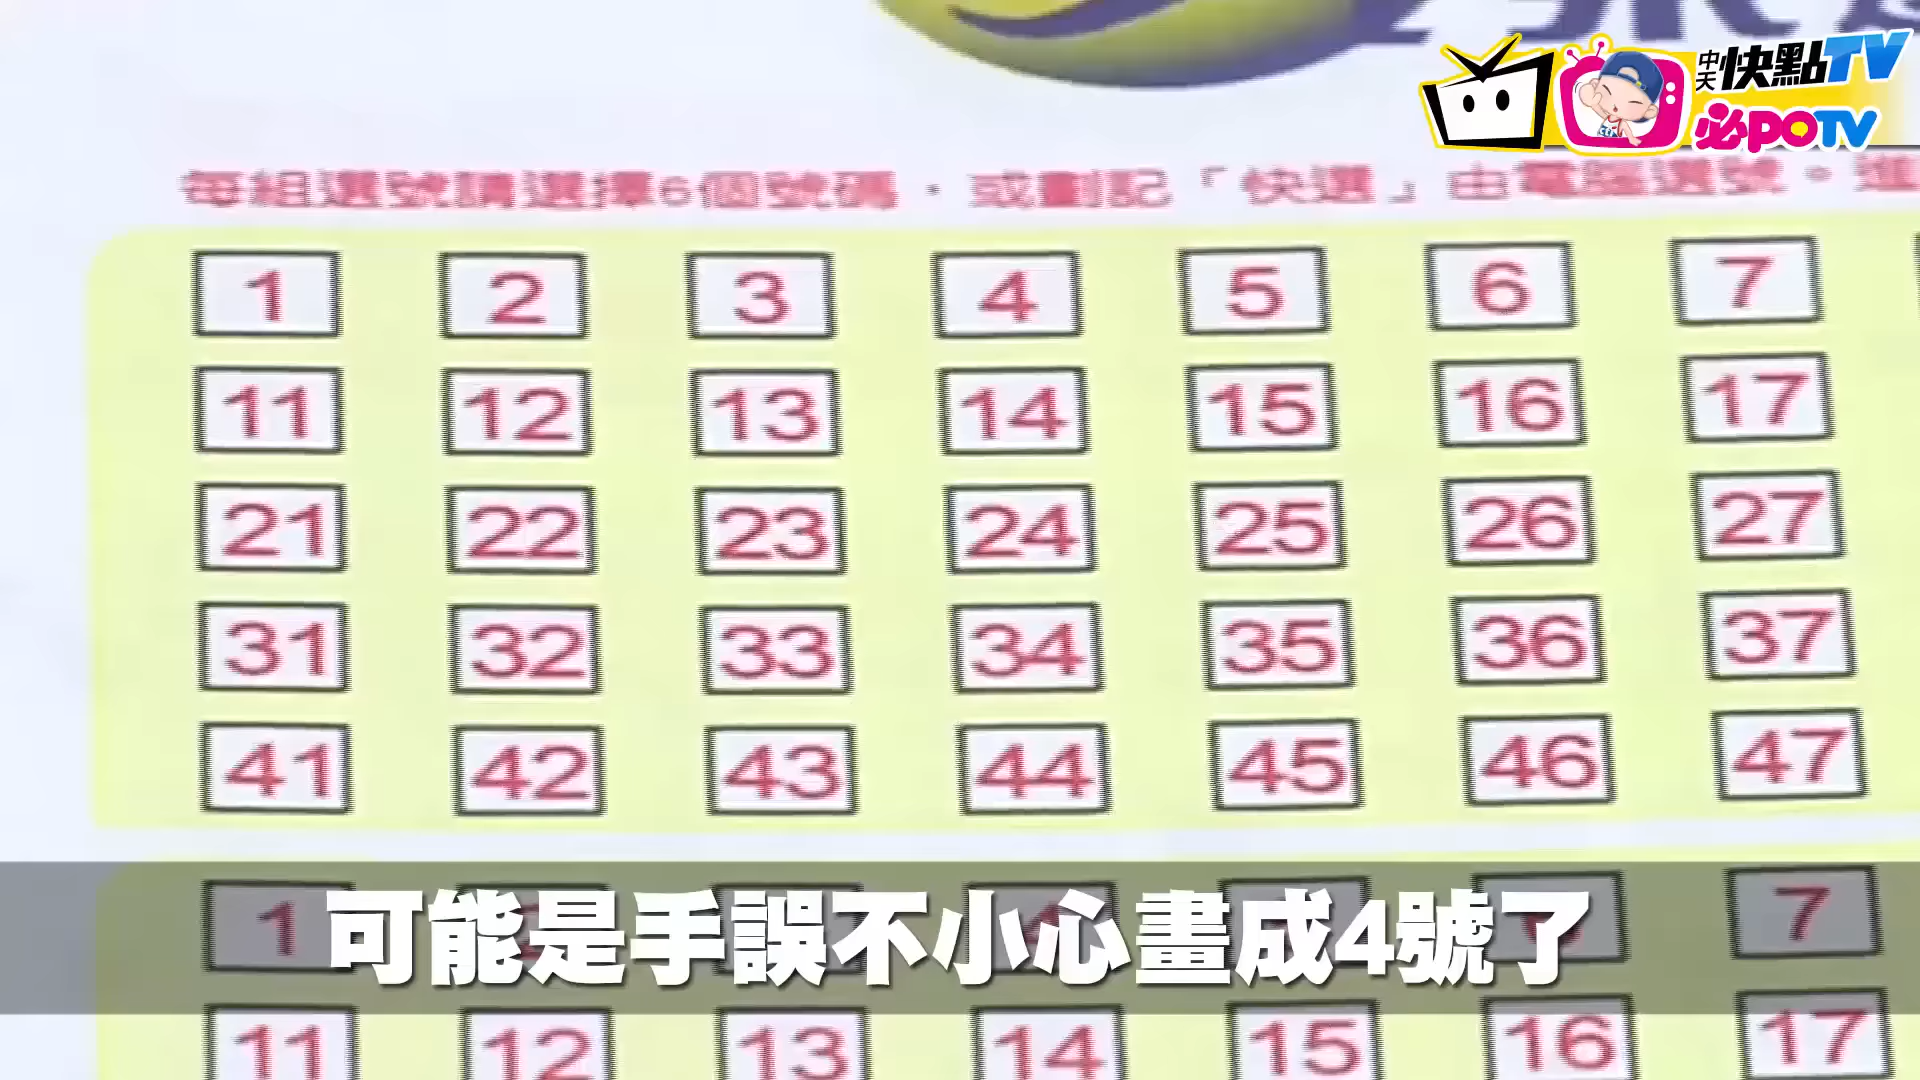 中天快點TV
必POTV
每組選號請選擇6個號碼，或劃記「快選」由電腦選號。進
1 2 3 4 5 6 7
11 12 13 14 15 16 17
21 22 23 24 25 26 27
31 32 33 34 35 36 37
41 42 43 44 45 46 47
1 4 7
可能是手誤不小心畫成4號了
11 12 13 14 15 16 17